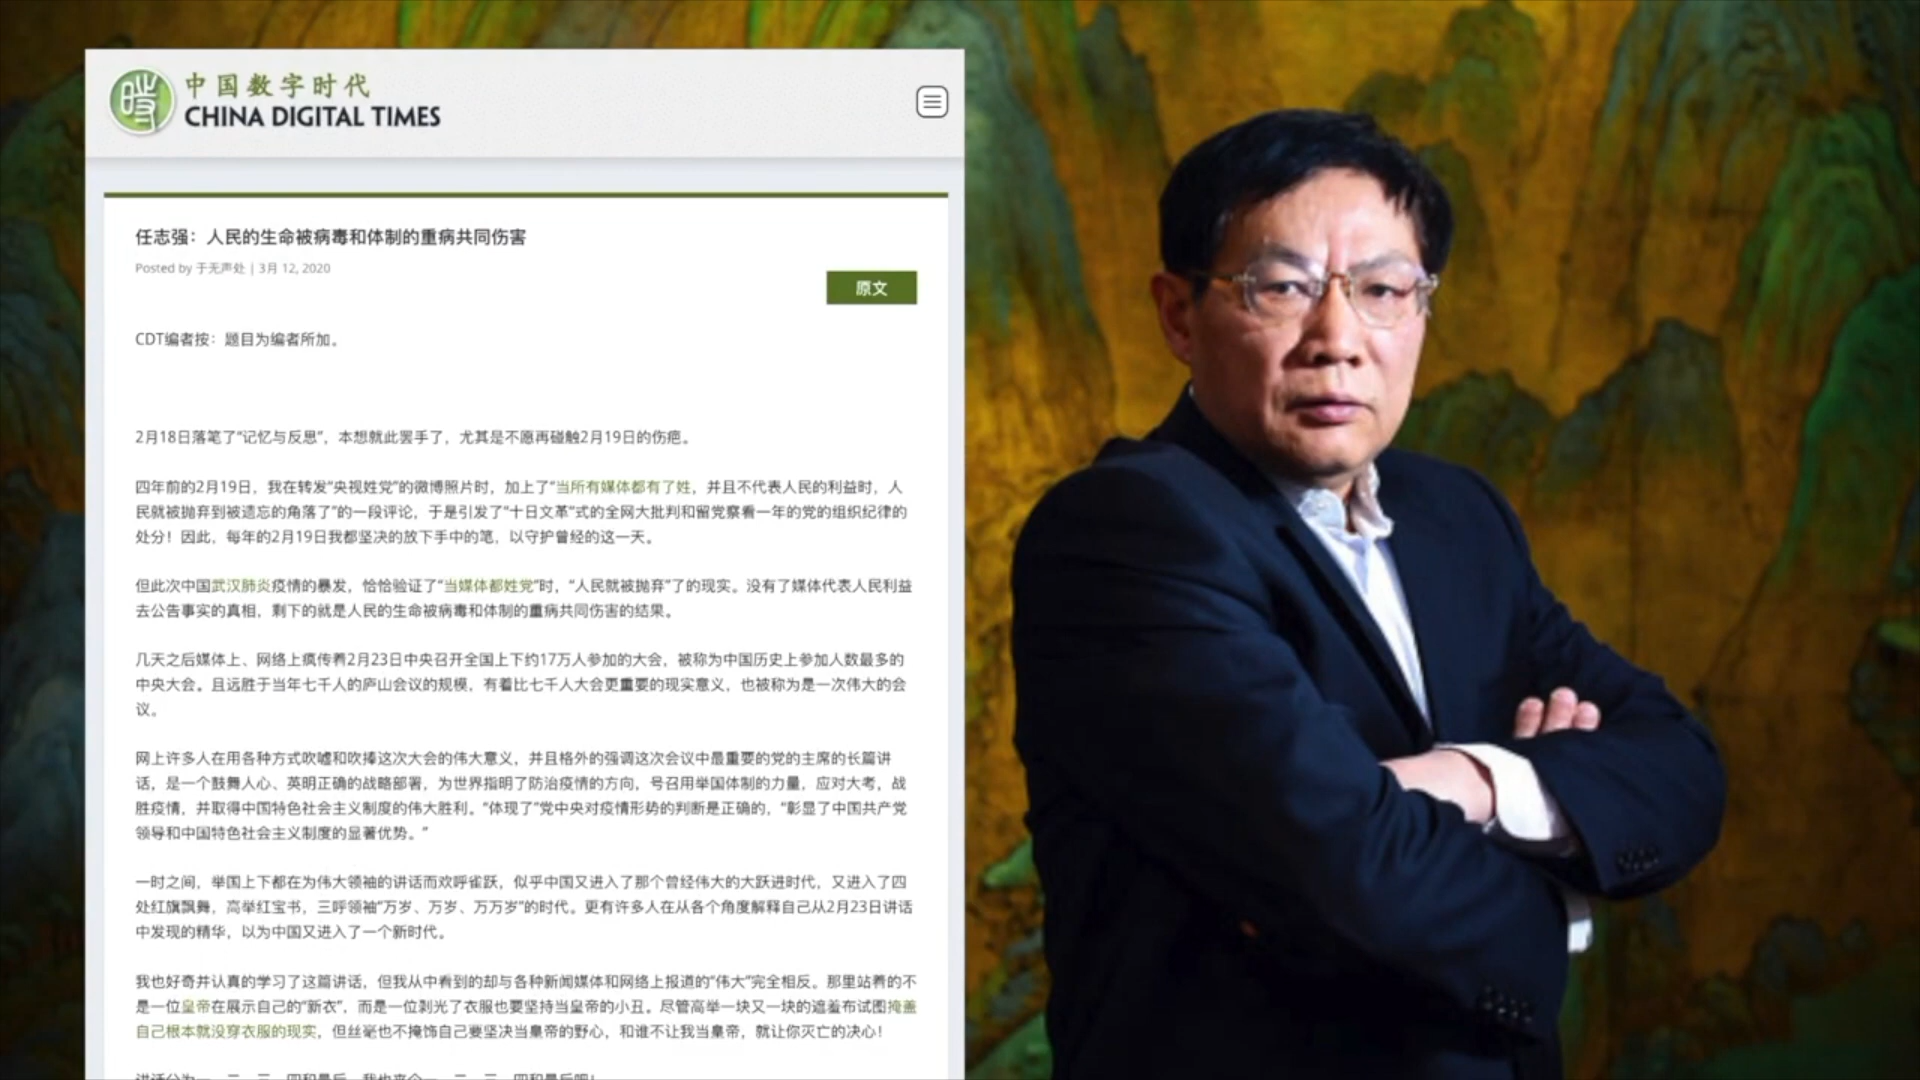 中国数字时代
CHINA DIGITAL TIMES
任志强：人民的生命被病毒和体制的重病共同伤害
Posted by 于无声处 | 3月 12, 2020
原文
CDT编者按：题目为编者所加。
2月18日落笔了“记忆与反思”，本想就此罢手了，尤其是不愿再碰触2月19日的伤疤。
四年前的2月19日，我在转发“央视姓党”的微博照片时，加上了“当所有媒体都有了姓，并且不代表人民的利益时，人
民就被抛弃到被遗忘的角落了”的一段评论，于是引发了“十日文革”式的全网大批判和留党察看一年的党的组织纪律的
处分！因此，每年的2月19日我都坚决的放下手中的笔，以守护曾经的这一天。
但此次中国武汉肺炎疫情的暴发，恰恰验证了“当媒体都姓党”时，“人民就被抛弃”了的现实。没有了媒体代表人民利益
去公告事实的真相，剩下的就是人民的生命被病毒和体制的重病共同伤害的结果。
几天之后媒体上、网络上疯传着2月23日中央召开全国上下约17万人参加的大会，被称为中国历史上参加人数最多的
中央大会。且远胜于当年七千人的庐山会议的规模，有着比七千人大会更重要的现实意义，也被称为是一次伟大的会
议。
网上许多人在用各种方式吹嘘和吹捧这次大会的伟大意义，并且格外的强调这次会议中最重要的党的主席的长篇讲
话，是一个鼓舞人心、英明正确的战略部署，为世界指明了防治疫情的方向，号召用举国体制的力量，应对大考，战
胜疫情，并取得中国特色社会主义制度的伟大胜利。“体现了”党中央对疫情形势的判断是正确的，“彰显了中国共产党
领导和中国特色社会主义制度的显著优势。”
一时之间，举国上下都在为伟大领袖的讲话而欢呼雀跃，似乎中国又进入了那个曾经伟大的大跃进时代，又进入了四
处红旗飘舞，高举红宝书，三呼领袖“万岁、万岁、万万岁”的时代。更有许多人在从各个角度解释自己从2月23日讲话
中发现的精华，以为中国又进入了一个新时代。
我也好奇并认真的学习了这篇讲话，但我从中看到的却与各种新闻媒体和网络上报道的“伟大”完全相反。那里站着的不
是一位皇帝在展示自己的“新衣”，而是一位剥光了衣服也要坚持当皇帝的小丑。尽管高举一块又一块的遮羞布试图掩盖
自己根本就没穿衣服的现实，但丝毫也不掩饰自己要坚决当皇帝的野心，和谁不让我当皇帝，就让你灭亡的决心！
讲话分为一、二、三、四和最后，我也来个一、二、三、四和最后吧！